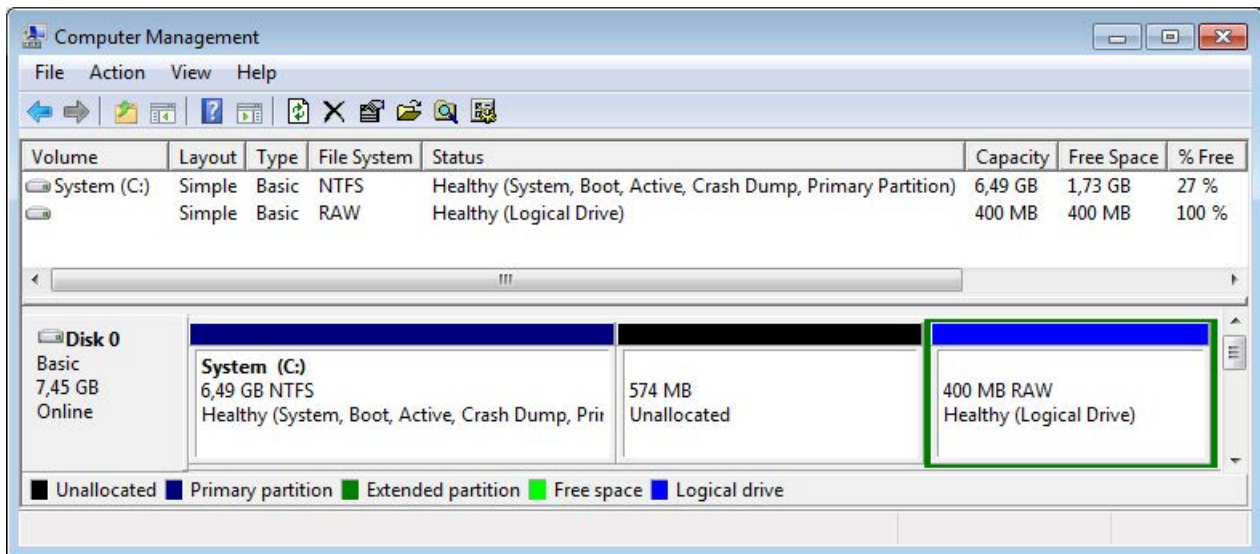 Computer Management
File Action View Help
Volume Layout Type File System Status Capacity Free Space % Free
System (C:) Simple Basic NTFS Healthy (System, Boot, Active, Crash Dump, Primary Partition) 6,49 GB 1,73 GB 27 %
Simple Basic RAW Healthy (Logical Drive) 400 MB 400 MB 100 %
Disk 0
Basic
7,45 GB
Online
System (C:)
6,49 GB NTFS
Healthy (System, Boot, Active, Crash Dump, Prir
574 MB
Unallocated
400 MB RAW
Healthy (Logical Drive)
Unallocated Primary partition Extended partition Free space Logical drive